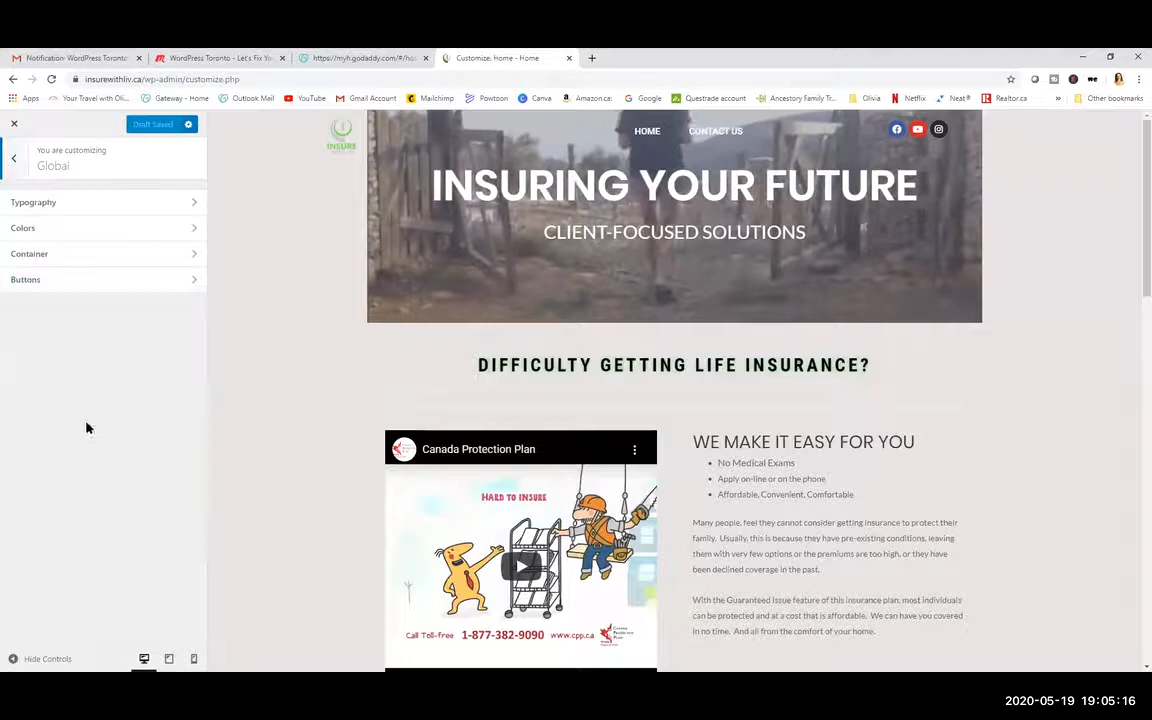 Notification: WordPress Toronto
WordPress Toronto - Let's Fix Yo
https://myh.godaddy.com/#/hos
Customize: Home - Home
insurewithliv.ca/wp-admin/customize.php
Apps
Your Travel with Oli...
Gateway - Home
Outlook Mail
YouTube
Gmail Account
Mailchimp
Powtoon
Canva
Amazon.ca:
Google
Questrade account
Ancestory Family Tr...
Olivia
Netflix
Neat®
Realtor.ca
»
Other bookmarks
Draft Saved
You are customizing
Global
Typography
Colors
Container
Buttons
Hide Controls
INSURE
HOME
CONTACT US
INSURING YOUR FUTURE
CLIENT-FOCUSED SOLUTIONS
DIFFICULTY GETTING LIFE INSURANCE?
Canada Protection Plan
HARD TO INSURE
Call Toll-free 1-877-382-9090 www.cpp.ca
WE MAKE IT EASY FOR YOU
• No Medical Exams
• Apply on-line or on the phone
• Affordable, Convenient, Comfortable
Many people, feel they cannot consider getting insurance to protect their
family. Usually, this is because they have pre-existing conditions, leaving
them with very few options or the premiums are too high, or they have
been declined coverage in the past.
With the Guaranteed Issue feature of this insurance plan, most individuals
can be protected and at a cost that is affordable. We can have you covered
in no time. And all from the comfort of your home.
2020-05-19 19:05:16